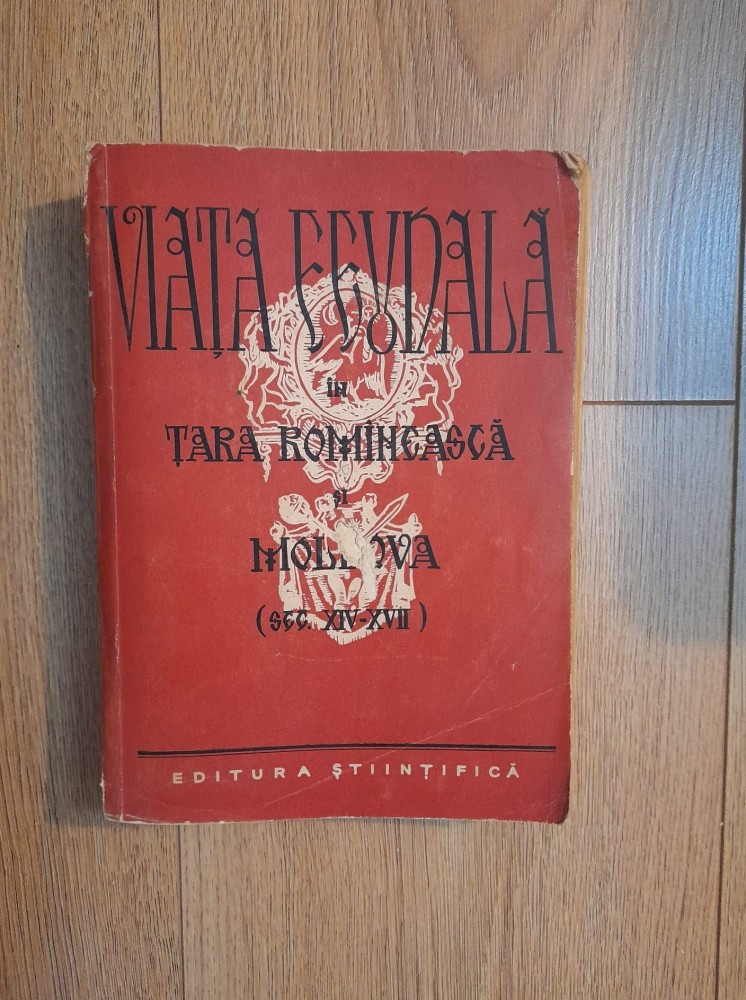 VIAȚA FEUDALĂ
în
ȚARA ROMÎNEASCĂ
și
MOLDOVA
(SEC. XIV-XVII)
EDITURA ȘTIINȚIFICĂ